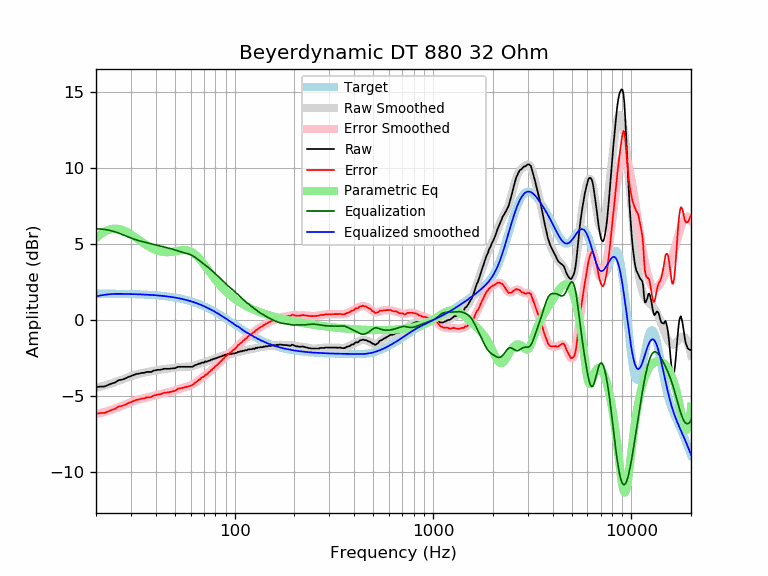 Beyerdynamic DT 880 32 Ohm
Target
Raw Smoothed
Error Smoothed
Raw
Error
Parametric Eq
Equalization
Equalized smoothed
15
10
5
0
−5
−10
Amplitude (dBr)
100 1000 10000
Frequency (Hz)